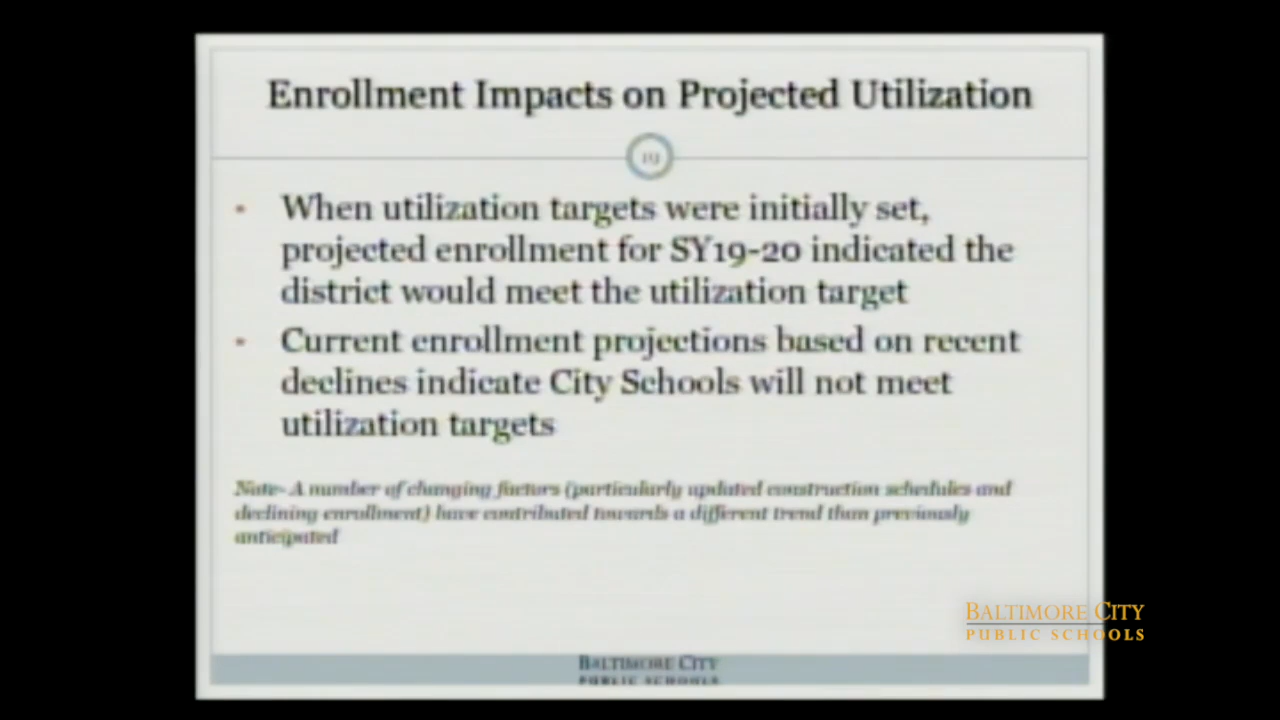 Enrollment Impacts on Projected Utilization
• When utilization targets were initially set,
projected enrollment for SY19-20 indicated the
district would meet the utilization target
• Current enrollment projections based on recent
declines indicate City Schools will not meet
utilization targets
Note- A number of changing factors (particularly updated construction schedules and
declining enrollment) have contributed towards a different trend than previously
anticipated
BALTIMORE CITY
PUBLIC SCHOOLS
BALTIMORE CITY
PUBLIC SCHOOLS